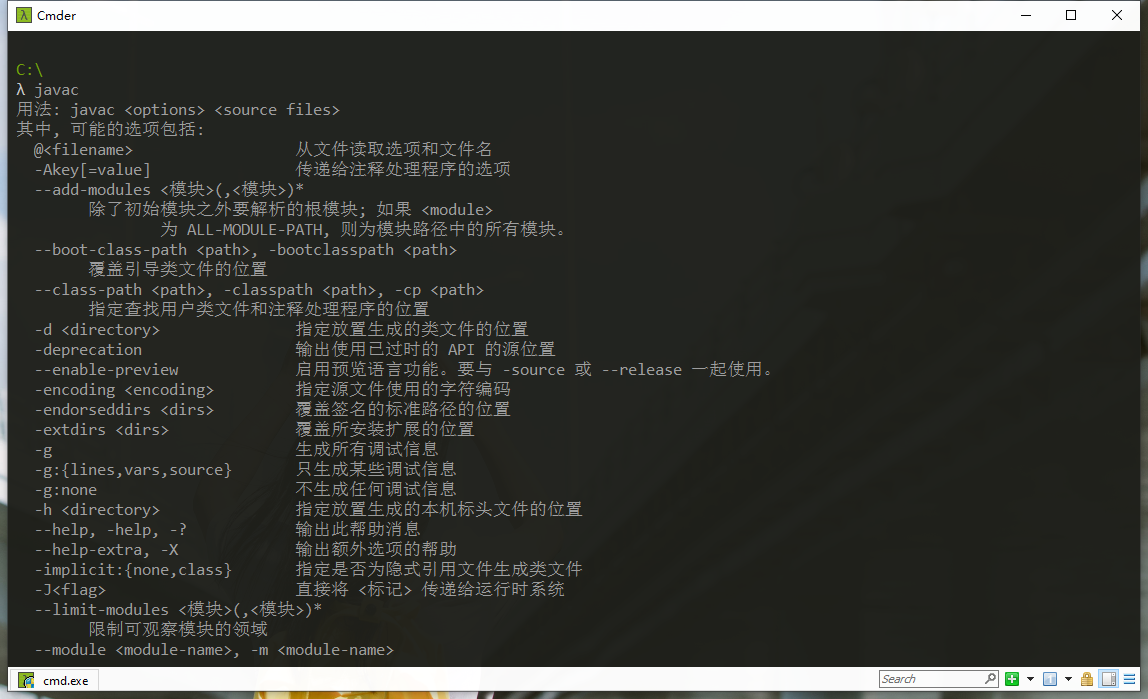 Cmder
C:\
λ javac
用法: javac <options> <source files>
其中, 可能的选项包括:
@<filename> 从文件读取选项和文件名
-Akey[=value] 传递给注释处理程序的选项
--add-modules <模块>(,<模块>)*
除了初始模块之外要解析的根模块; 如果 <module>
为 ALL-MODULE-PATH, 则为模块路径中的所有模块。
--boot-class-path <path>, -bootclasspath <path>
覆盖引导类文件的位置
--class-path <path>, -classpath <path>, -cp <path>
指定查找用户类文件和注释处理程序的位置
-d <directory> 指定放置生成的类文件的位置
-deprecation 输出使用已过时的 API 的源位置
--enable-preview 启用预览语言功能。要与 -source 或 --release 一起使用。
-encoding <encoding> 指定源文件使用的字符编码
-endorseddirs <dirs> 覆盖签名的标准路径的位置
-extdirs <dirs> 覆盖所安装扩展的位置
-g 生成所有调试信息
-g:{lines,vars,source} 只生成某些调试信息
-g:none 不生成任何调试信息
-h <directory> 指定放置生成的本机标头文件的位置
--help, -help, -? 输出此帮助消息
--help-extra, -X 输出额外选项的帮助
-implicit:{none,class} 指定是否为隐式引用文件生成类文件
-J<flag> 直接将 <标记> 传递给运行时系统
--limit-modules <模块>(,<模块>)*
限制可观察模块的领域
--module <module-name>, -m <module-name>
cmd.exe
Search